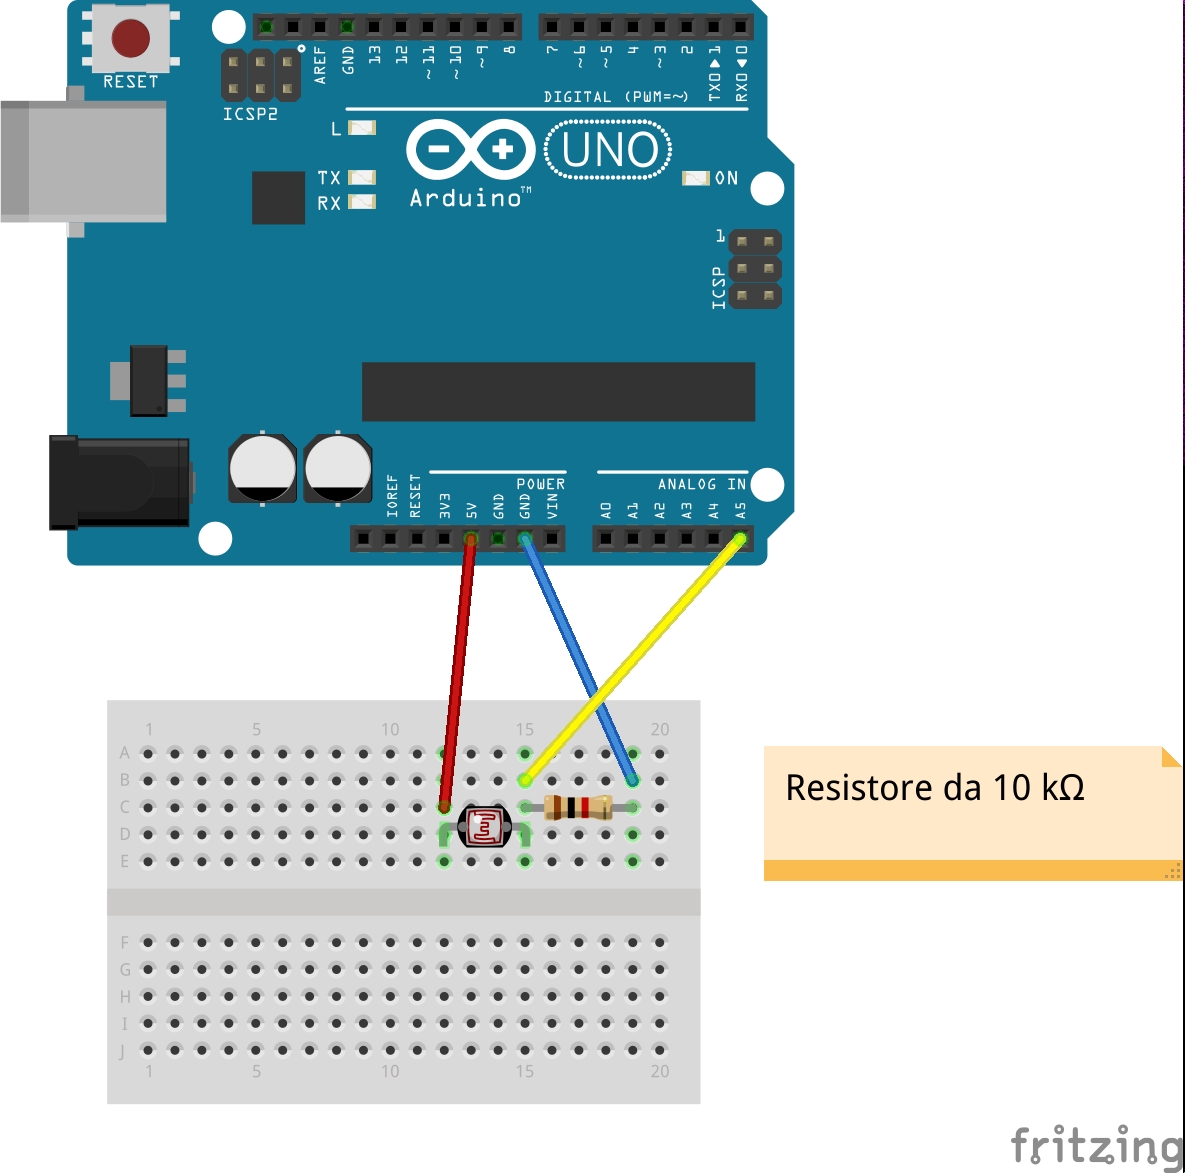 RESET
ICSP2
AREF
GND
13
12
~11
~10
~9
8
7
~6
~5
4
~3
2
TX0▶1
RX0◀0
DIGITAL (PWM=~)
L
TX
RX
Arduino™
UNO
ON
1
ICSP
IOREF
RESET
3V3
5V
GND
GND
VIN
POWER
ANALOG IN
A0
A1
A2
A3
A4
A5
1 5 10 15 20
A
B
C
D
E
F
G
H
I
J
1 5 10 15 20
Resistore da 10 kΩ
fritzing